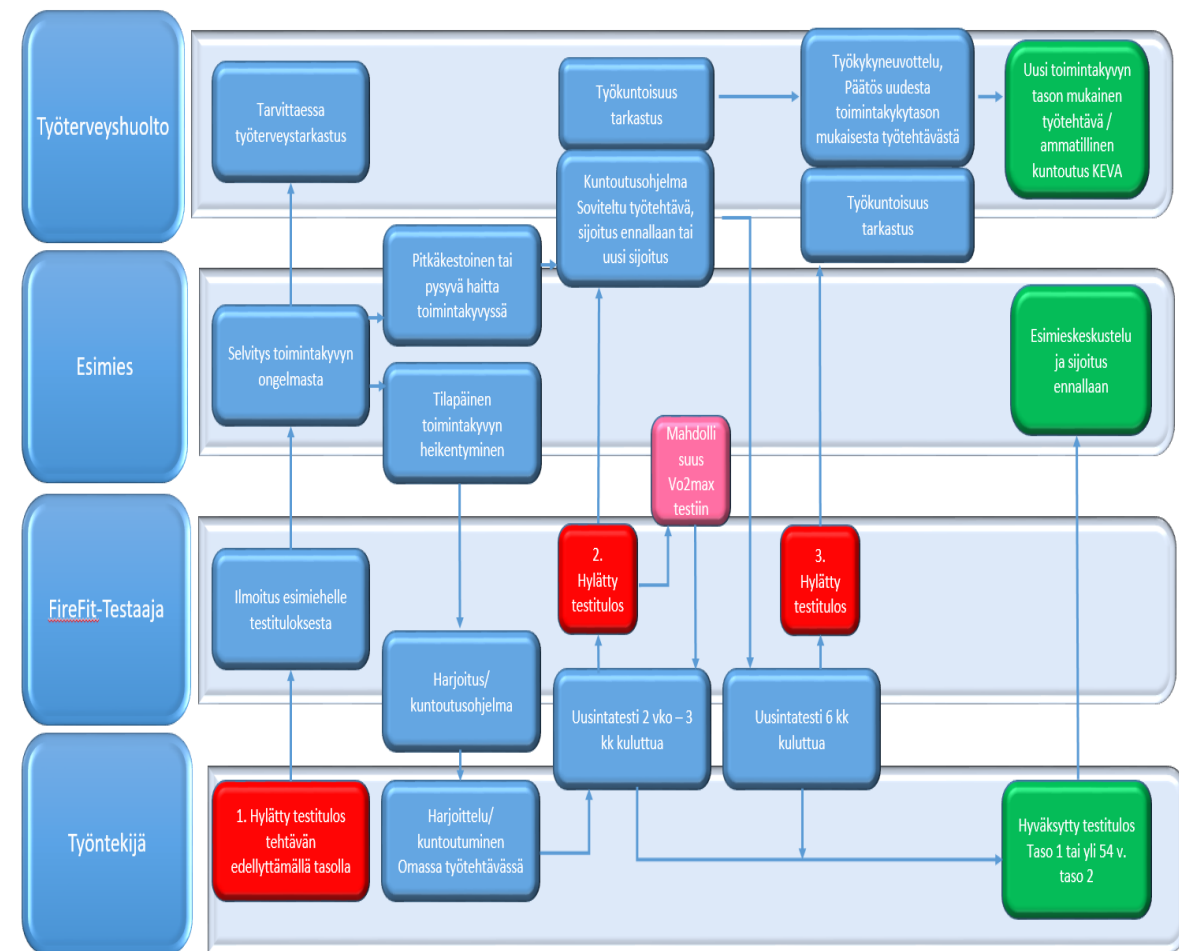 Työterveyshuolto
Tarvittaessa
työterveystarkastus
Työkuntoisuus
tarkastus
Kuntoutusohjelma
Soviteltu työtehtävä,
sijoitus ennallaan tai
uusi sijoitus
Työkykyneuvottelu,
Päätös uudesta
toimintakykytason
mukaisesta työtehtävästä
Työkuntoisuus
tarkastus
Uusi toimintakyvyn
tason mukainen
työtehtävä /
ammatillinen
kuntoutus KEVA
Esimies
Selvitys toimintakyvyn
ongelmasta
Pitkäkestoinen tai
pysyvä haitta
toimintakyvyssä
Tilapäinen
toimintakyvyn
heikentyminen
Mahdolli
suus
Vo2max
testiin
Esimieskeskustelu
ja sijoitus
ennallaan
FireFit-Testaaja
Ilmoitus esimiehelle
testituloksesta
Harjoitus/
kuntoutusohjelma
2.
Hylätty
testitulos
Uusintatesti 2 vko – 3
kk kuluttua
3.
Hylätty
testitulos
Uusintatesti 6 kk
kuluttua
Työntekijä
1. Hylätty testitulos
tehtävän
edellyttämällä tasolla
Harjoittelu/
kuntoutuminen
Omassa työtehtävässä
Hyväksytty testitulos
Taso 1 tai yli 54 v.
taso 2